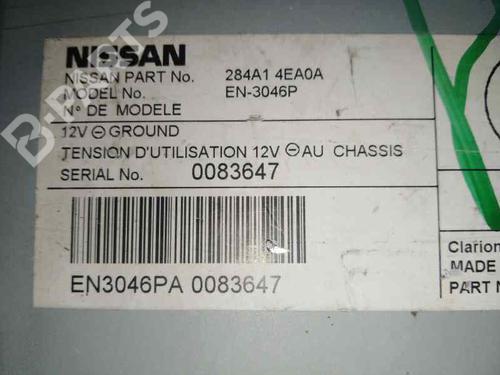 NISSAN
NISSAN PART No. 284A1 4EA0A
MODEL No. EN-3046P
N° DE MODELE
12V ⊖ GROUND
TENSION D'UTILISATION 12V ⊖ AU CHASSIS
SERIAL No. 0083647
EN3046PA 0083647
Clarion
MADE
PART N
B-PARTS